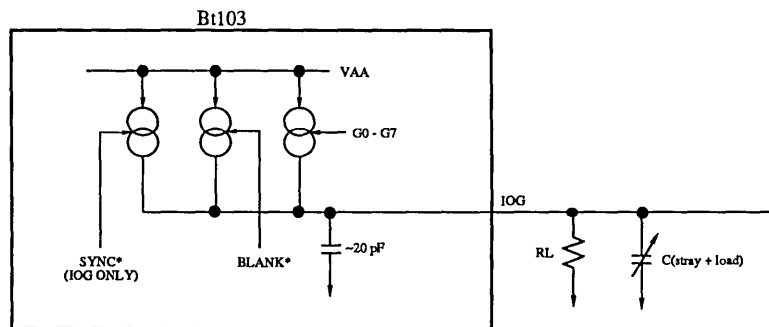 Bt103
VAA
G0 - G7
IOG
SYNC*
(IOG ONLY)
BLANK*
~20 pF
RL
C(stray + load)